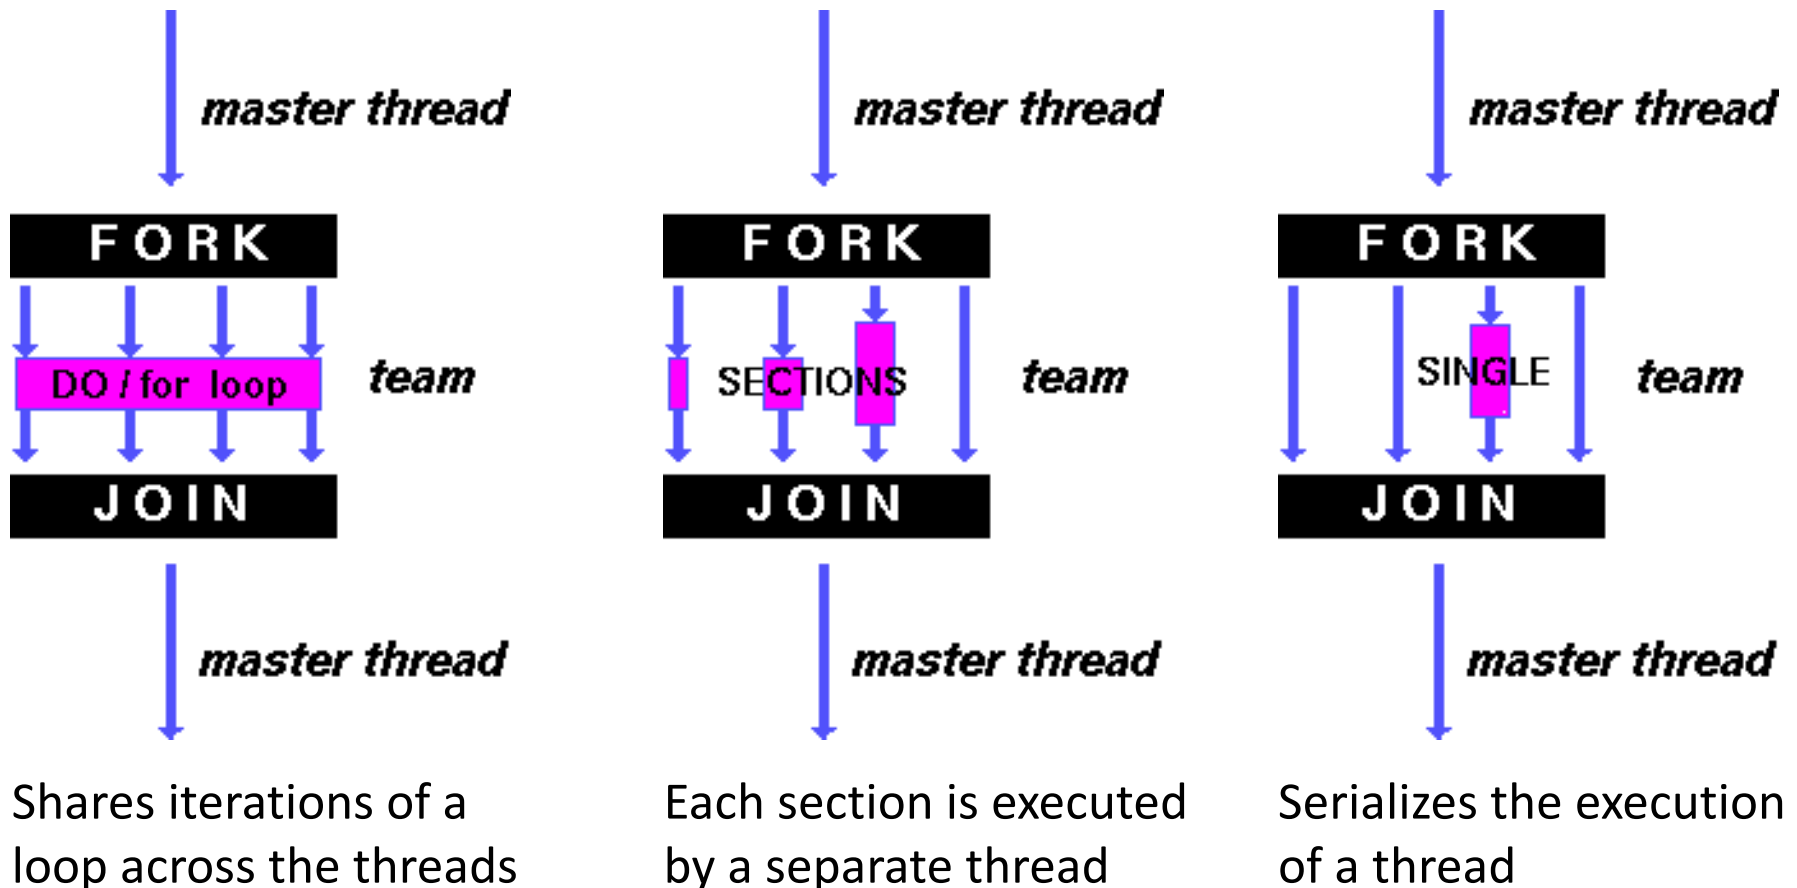 master thread
FORK
DO / for loop
team
JOIN
master thread
Shares iterations of a
loop across the threads
master thread
FORK
SECTIONS
team
JOIN
master thread
Each section is executed
by a separate thread
master thread
FORK
SINGLE
team
JOIN
master thread
Serializes the execution
of a thread